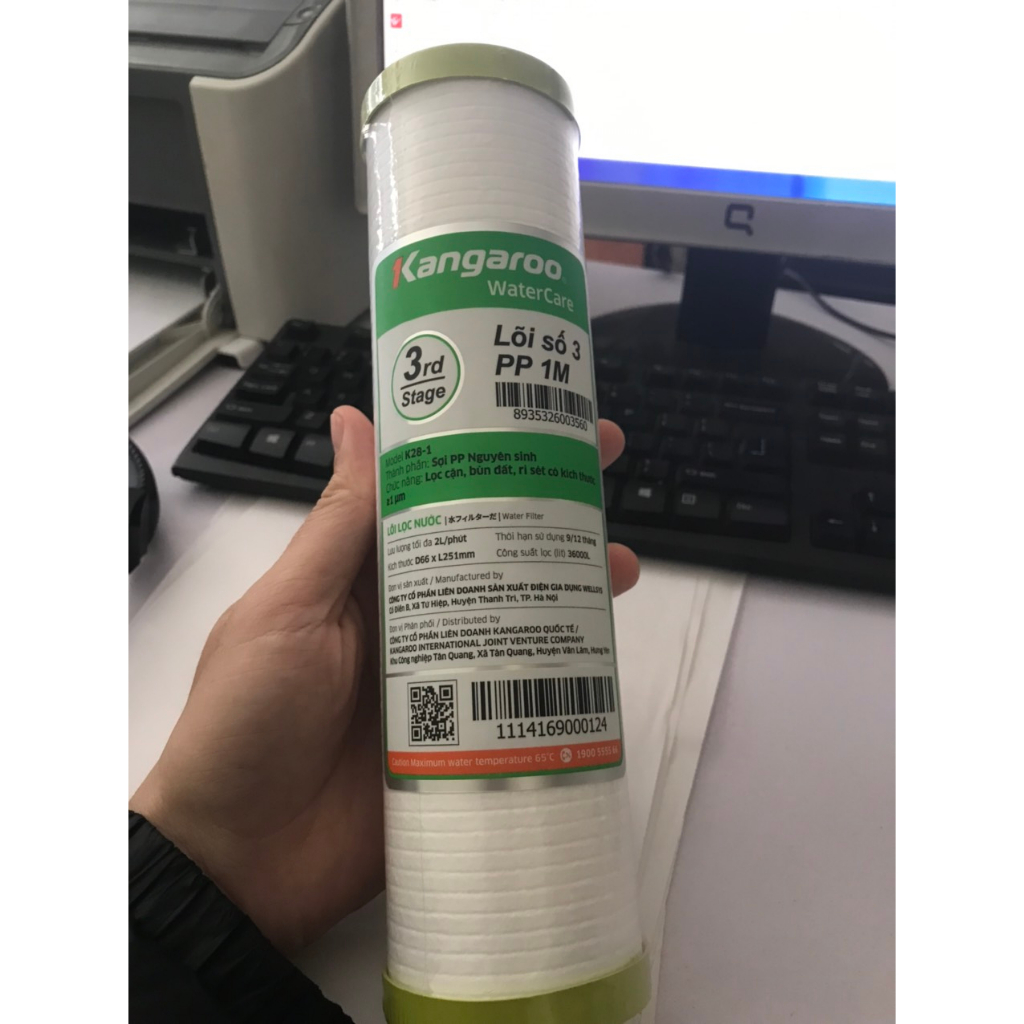 Kangaroo
WaterCare
3rd
Stage
Lõi số 3
PP 1M
8935326003560
Model K28-1
Thành phần: Sợi PP Nguyên sinh
Chức năng: Lọc cặn, bùn đất, rỉ sét có kích thước
≥1 µm
LÕI LỌC NƯỚC | 水フィルターだ | Water Filter
Lưu lượng tối đa 2L/phút Thời hạn sử dụng 9/12 tháng
Kích thước D66 x L251mm Công suất lọc (lít) 36000L
Đơn vị sản xuất / Manufactured by
CÔNG TY CỔ PHẦN LIÊN DOANH SẢN XUẤT ĐIỆN GIA DỤNG WELLSYS
Cổ Điển B, Xã Tứ Hiệp, Huyện Thanh Trì, TP. Hà Nội
Đơn vị Phân phối / Distributed by
CÔNG TY CỔ PHẦN LIÊN DOANH KANGAROO QUỐC TẾ /
KANGAROO INTERNATIONAL JOINT VENTURE COMPANY
Khu Công nghiệp Tân Quang, Xã Tân Quang, Huyện Văn Lâm, Hưng Yên
1114169000124
Caution Maximum water temperature 65°C 1900 5555 66